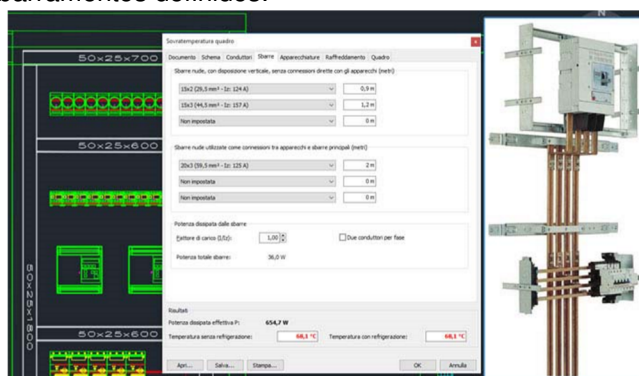 barramentos definidos.
50x25x700
50x25x600
50x25x1800
50x25x600
Sovratemperatura quadro
Documento Schema Conduttori Sbarre Apparecchiature Raffreddamento Quadro
Sbarre nude, con disposizione verticale, senza connessioni dirette con gli apparecchi (metri)
15x2 (29,5 mm² - Iz: 124 A) 0,9 m
15x3 (44,5 mm² - Iz: 157 A) 1,2 m
Non impostata 0 m
Sbarre nude utilizzate come connessioni tra apparecchi e sbarre principali (metri)
20x3 (59,5 mm² - Iz: 125 A) 2 m
Non impostata 0 m
Non impostata 0 m
Potenza dissipata dalle sbarre
Fattore di carico (I/Iz): 1,00 Due conduttori per fase
Potenza totale sbarre: 36,0 W
Risultati
Potenza dissipata effettiva P: 654,7 W
Temperatura senza refrigerazione: 68,1 °C Temperatura con refrigerazione: 68,1 °C
Apri... Salva... Stampa... OK Annulla